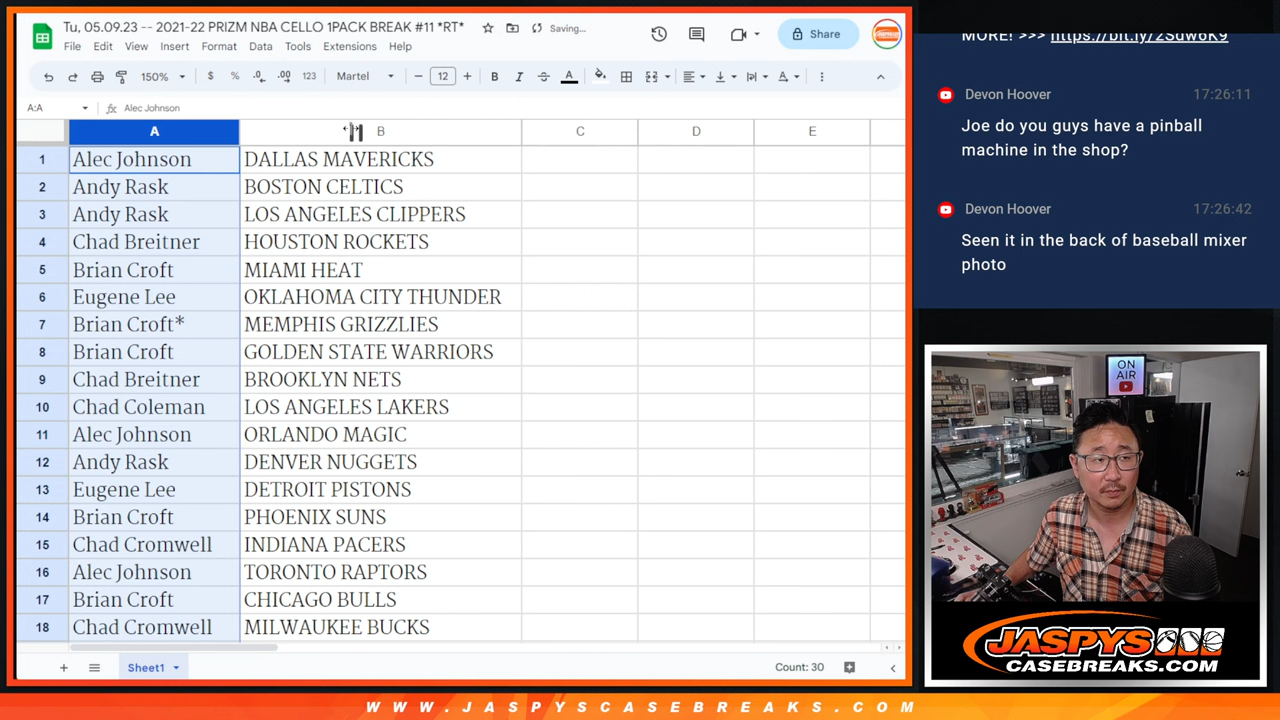 Tu, 05.09.23 -- 2021-22 PRIZM NBA CELLO 1PACK BREAK #11 *RT*
Saving...
File Edit View Insert Format Data Tools Extensions Help
Share
150% $ % .0 .00 123 Martel 12 B I A
A:A fx Alec Johnson
A B C D E
1 Alec Johnson DALLAS MAVERICKS
2 Andy Rask BOSTON CELTICS
3 Andy Rask LOS ANGELES CLIPPERS
4 Chad Breitner HOUSTON ROCKETS
5 Brian Croft MIAMI HEAT
6 Eugene Lee OKLAHOMA CITY THUNDER
7 Brian Croft* MEMPHIS GRIZZLIES
8 Brian Croft GOLDEN STATE WARRIORS
9 Chad Breitner BROOKLYN NETS
10 Chad Coleman LOS ANGELES LAKERS
11 Alec Johnson ORLANDO MAGIC
12 Andy Rask DENVER NUGGETS
13 Eugene Lee DETROIT PISTONS
14 Brian Croft PHOENIX SUNS
15 Chad Cromwell INDIANA PACERS
16 Alec Johnson TORONTO RAPTORS
17 Brian Croft CHICAGO BULLS
18 Chad Cromwell MILWAUKEE BUCKS
Sheet1
Count: 30
MORE! >>> https://bit.ly/2Sdw6K9
Devon Hoover 17:26:11
Joe do you guys have a pinball
machine in the shop?
Devon Hoover 17:26:42
Seen it in the back of baseball mixer
photo
ON
AIR
JASPYS
CASEBREAKS.COM
WWW.JASPYSCASEBREAKS.COM